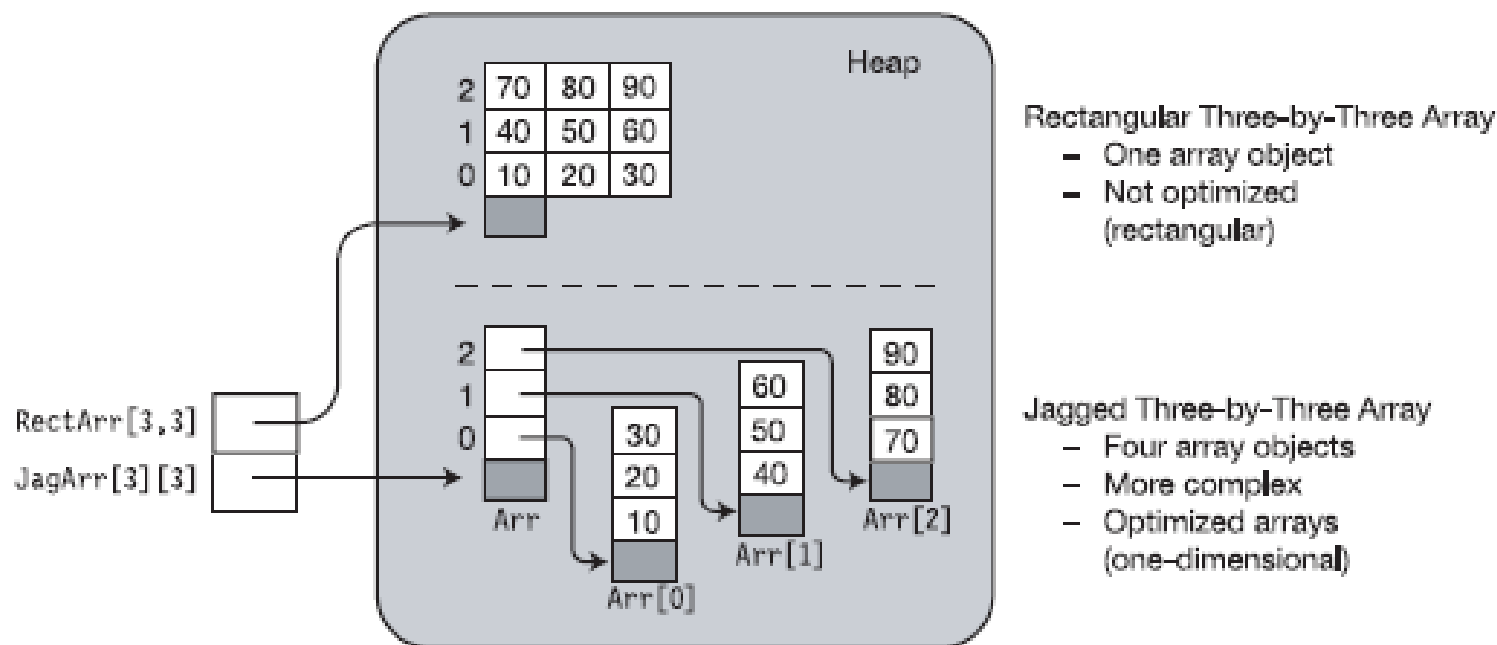 Heap
2 70 80 90
1 40 50 60
0 10 20 30
Rectangular Three-by-Three Array
– One array object
– Not optimized
(rectangular)
RectArr[3,3]
JagArr[3][3]
2
1
0
Arr
30
20
10
Arr[0]
60
50
40
Arr[1]
90
80
70
Arr[2]
Jagged Three-by-Three Array
– Four array objects
– More complex
– Optimized arrays
(one-dimensional)